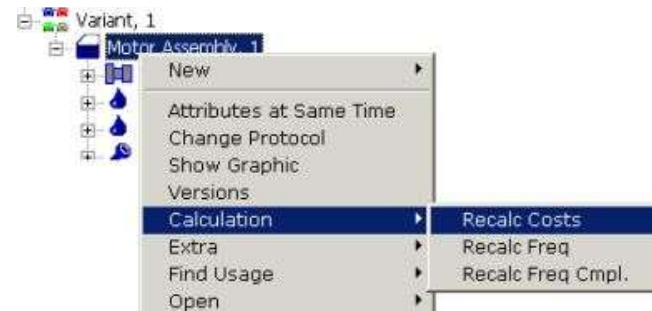 Variant, 1
Motor Assembly, 1
New
Attributes at Same Time
Change Protocol
Show Graphic
Versions
Calculation
Recalc Costs
Extra
Recalc Freq
Find Usage
Recalc Freq Cmpl.
Open